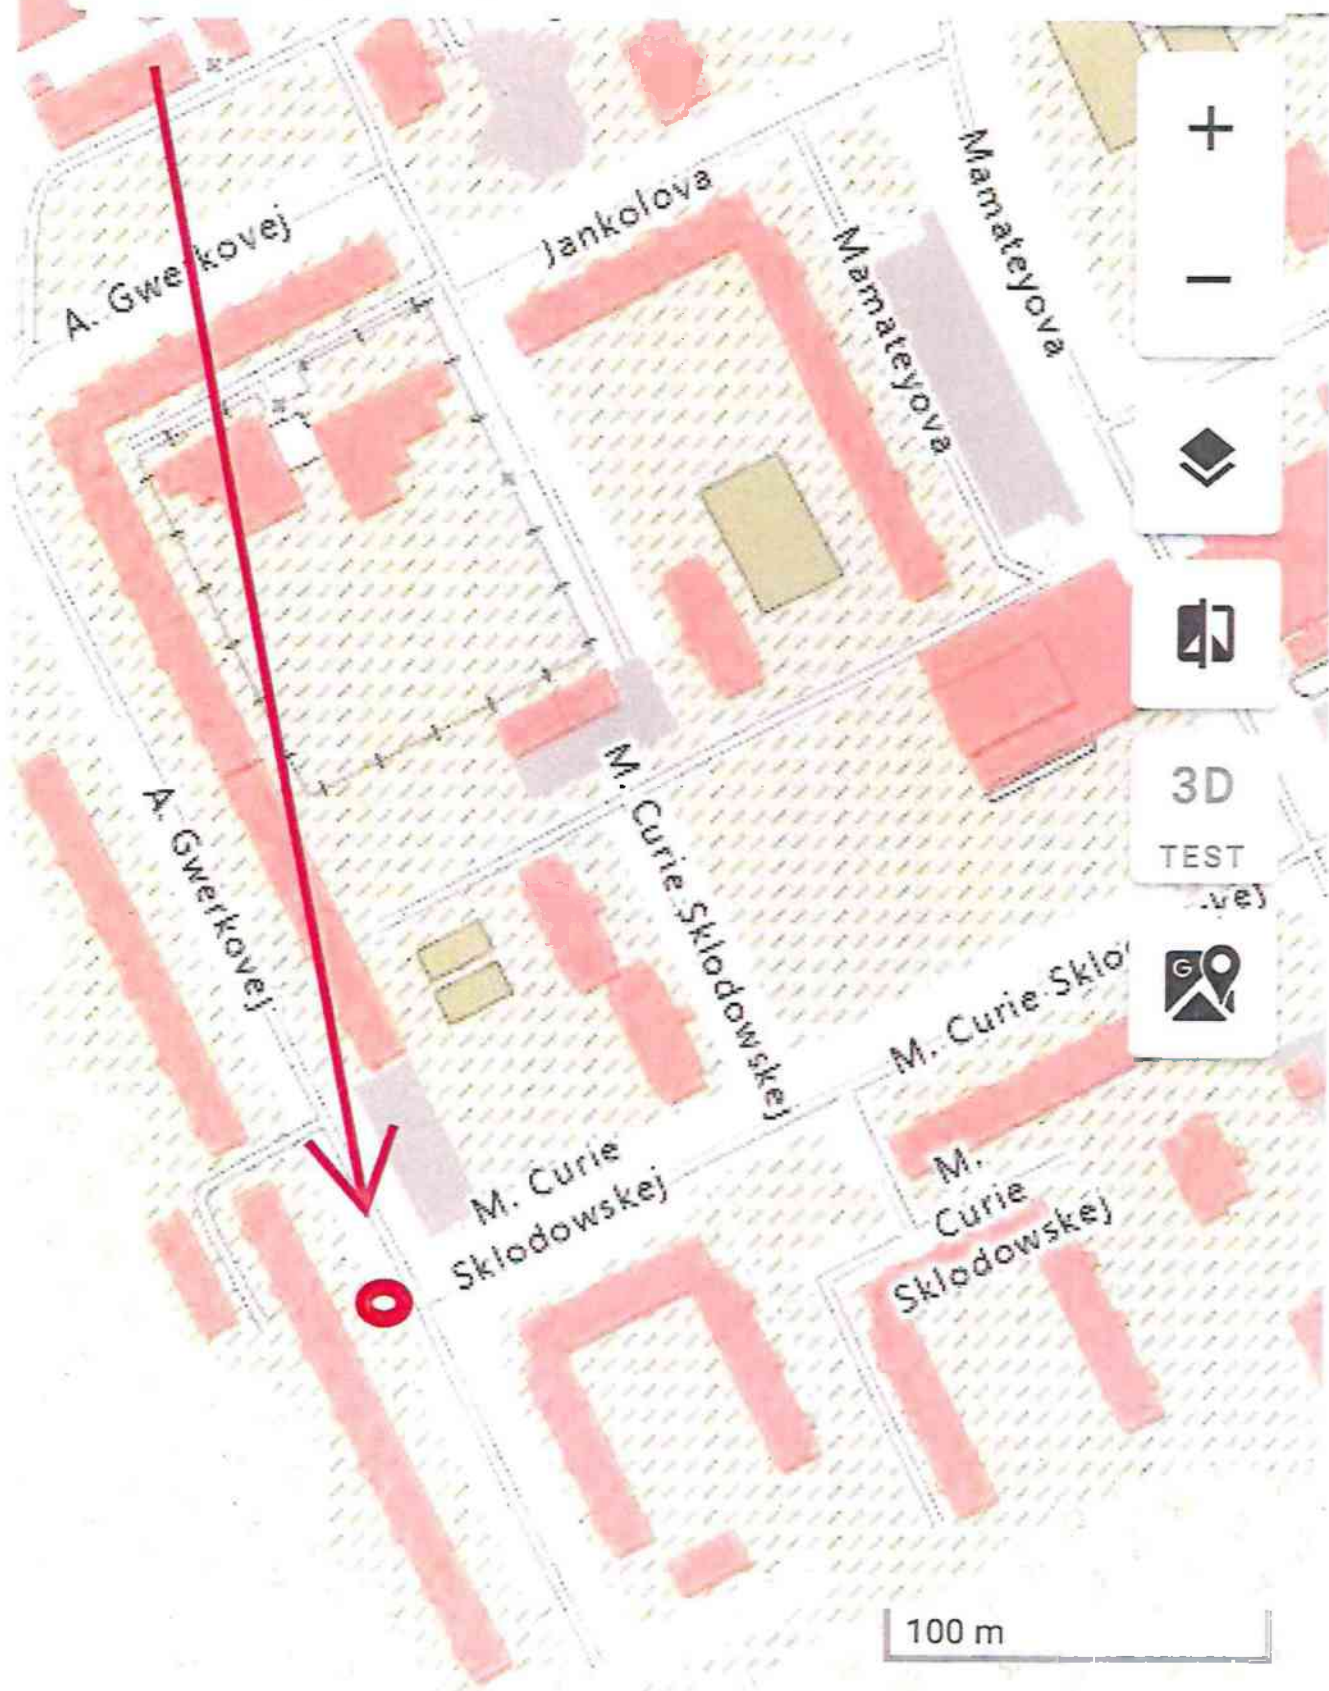 Jankolova
Mamateyova
Mamateyova
A. Gwerkovej
A. Gwerkovej
M. Curie Sklodowskej
M. Curie
Sklodowskej
M. Curie Sklo
M.
Curie
Sklodowskej
+
−
3D
TEST
G
100 m